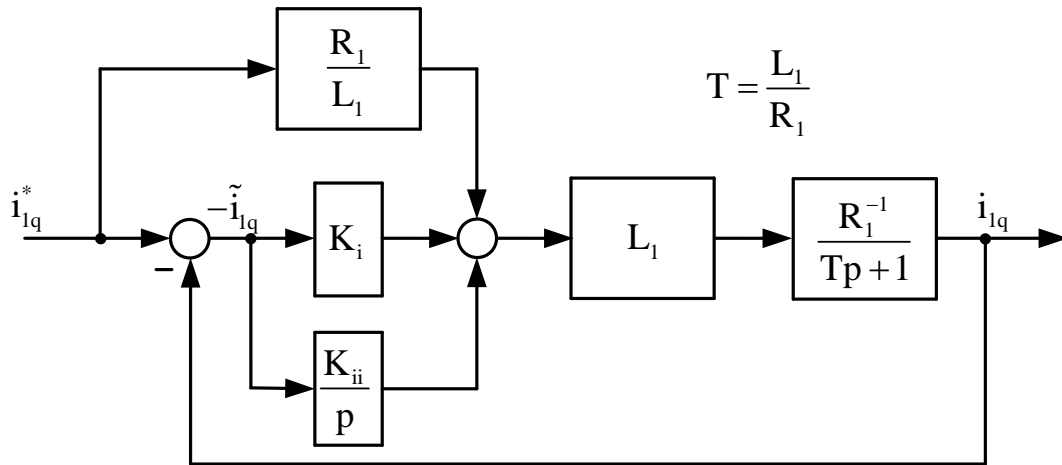 R₁/L₁
T = L₁/R₁
i*₁q
−ĩ₁q
Kᵢ
L₁
R₁⁻¹/(Tp+1)
i₁q
−
Kᵢᵢ/p